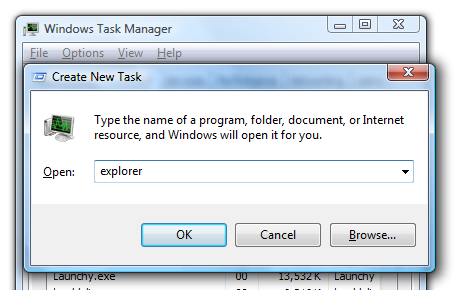 Windows Task Manager
File Options View Help
Create New Task
Type the name of a program, folder, document, or Internet
resource, and Windows will open it for you.
Open: explorer
OK Cancel Browse...
Launchy.exe 00 13,532 K Launchy